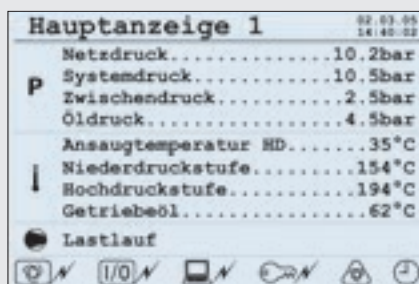 Hauptanzeige 1
02.03.05
14:40:02
P
Netzdruck..............10.2bar
Systemdruck............10.5bar
Zwischendruck...........2.5bar
Öldruck.................4.5bar
Ansaugtemperatur HD.......35°C
Niederdruckstufe.........154°C
Hochdruckstufe...........194°C
Getriebeöl................62°C
Lastlauf
I/O